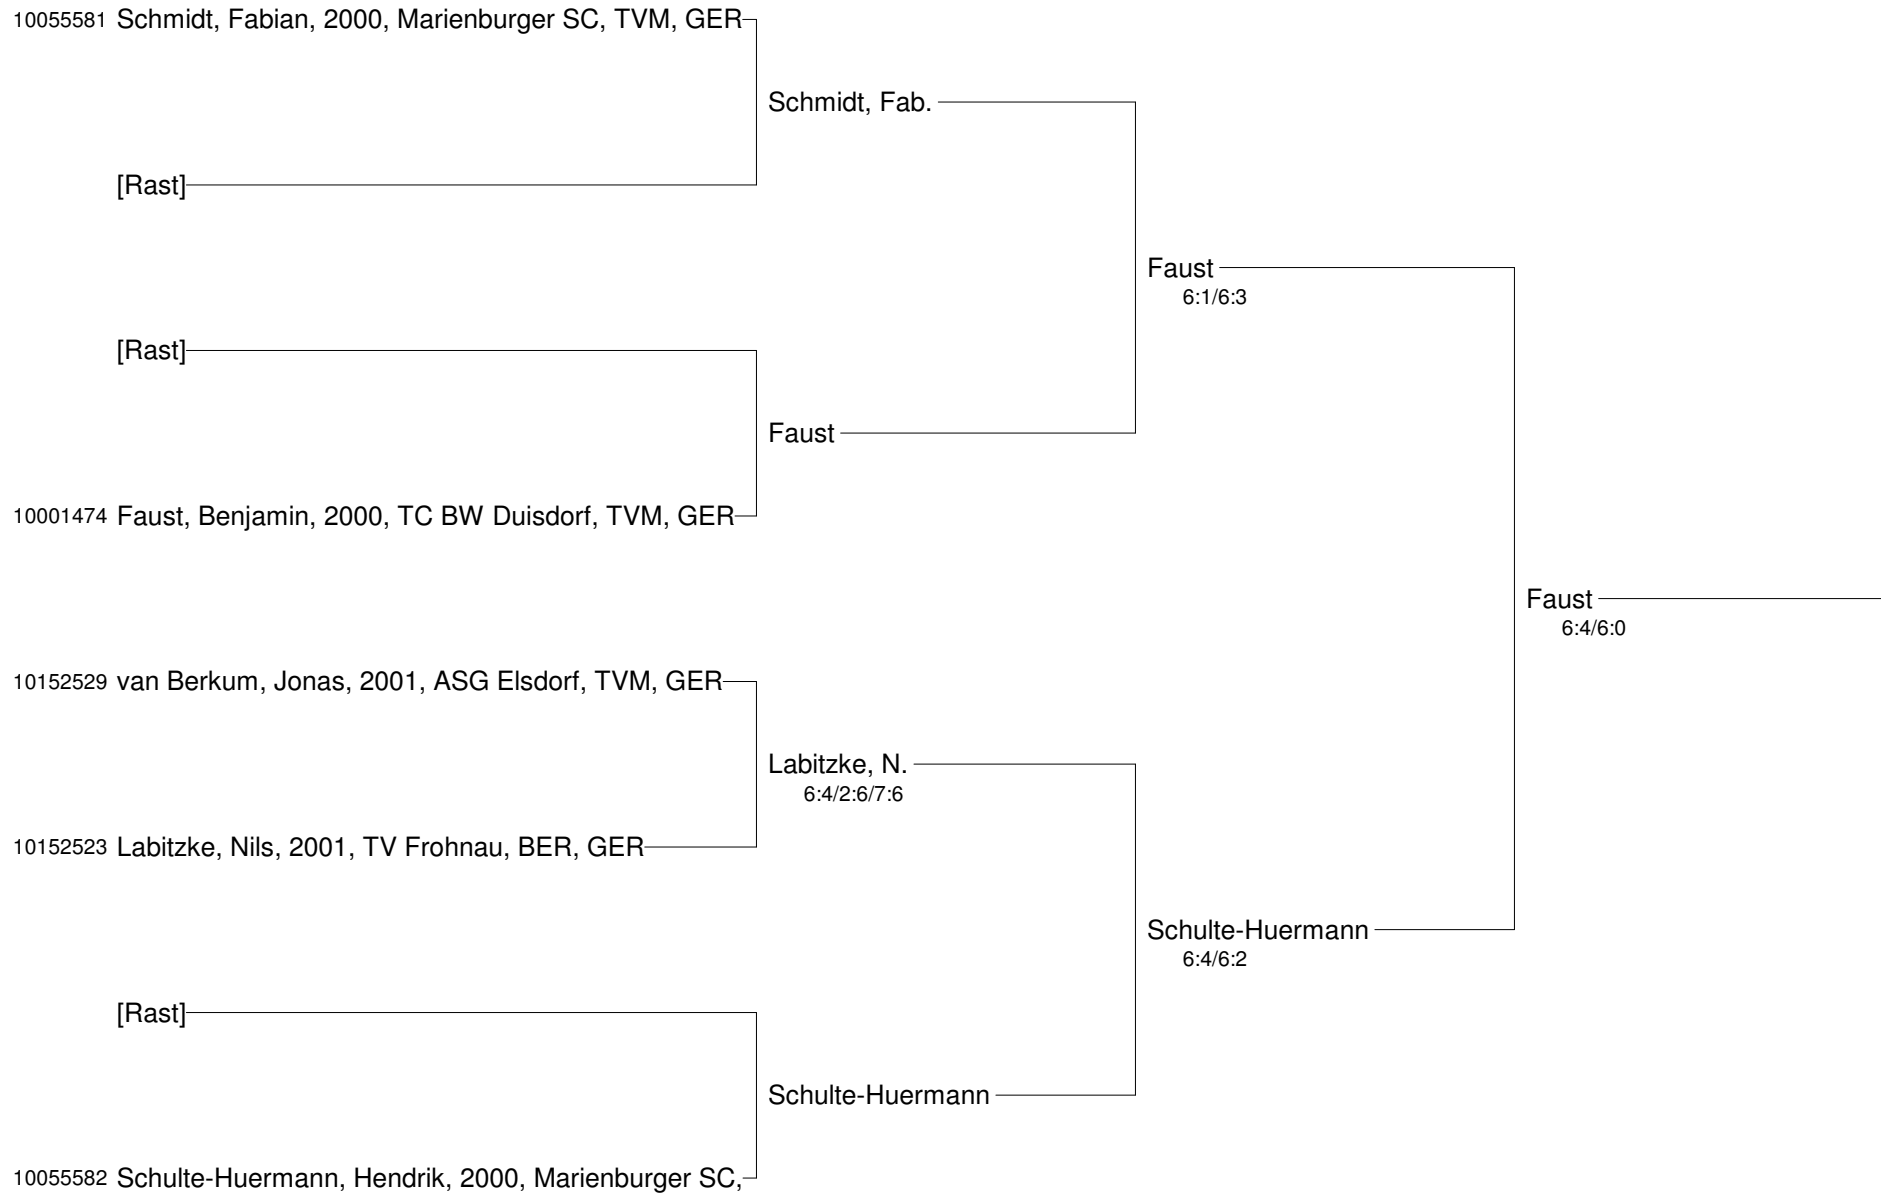 10055581 Schmidt, Fabian, 2000, Marienburger SC, TVM, GER
Schmidt, Fab.
[Rast]
Faust
6:1/6:3
[Rast]
Faust
10001474 Faust, Benjamin, 2000, TC BW Duisdorf, TVM, GER
Faust
6:4/6:0
10152529 van Berkum, Jonas, 2001, ASG Elsdorf, TVM, GER
Labitzke, N.
6:4/2:6/7:6
10152523 Labitzke, Nils, 2001, TV Frohnau, BER, GER
Schulte-Huermann
6:4/6:2
[Rast]
Schulte-Huermann
10055582 Schulte-Huermann, Hendrik, 2000, Marienburger SC,